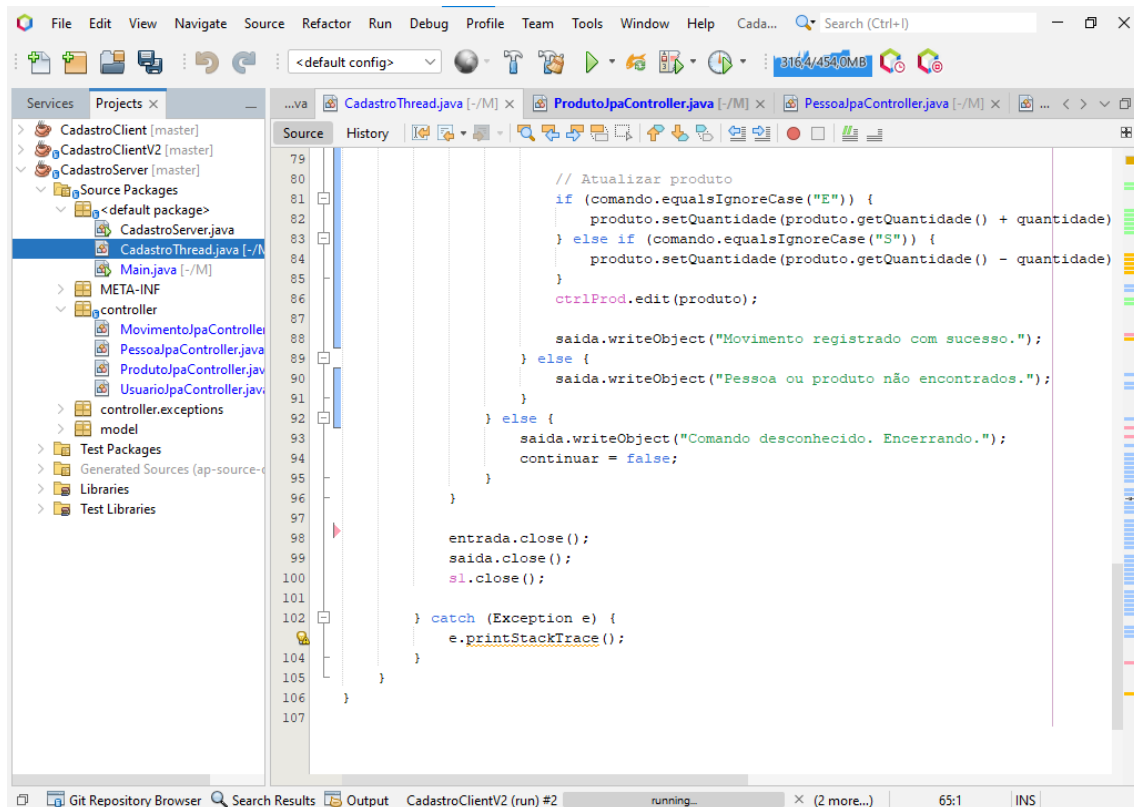 File Edit View Navigate Source Refactor Run Debug Profile Team Tools Window Help Cada... Search (Ctrl+I)
<default config> 316,4/454,0MB
Services Projects
...va CadastroThread.java [-/M] ProdutoJpaController.java [-/M] PessoaJpaController.java [-/M] ...
Source History
CadastroClient [master]
CadastroClientV2 [master]
CadastroServer [master]
Source Packages
<default package>
CadastroServer.java
CadastroThread.java [-/M
Main.java [-/M]
META-INF
controller
MovimentoJpaController
PessoaJpaController.java
ProdutoJpaController.jav
UsuarioJpaController.java
controller.exceptions
model
Test Packages
Generated Sources (ap-source-o
Libraries
Test Libraries
79
80 // Atualizar produto
81 if (comando.equalsIgnoreCase("E")) {
82 produto.setQuantidade(produto.getQuantidade() + quantidade)
83 } else if (comando.equalsIgnoreCase("S")) {
84 produto.setQuantidade(produto.getQuantidade() - quantidade)
85 }
86 ctrlProd.edit(produto);
87
88 saida.writeObject("Movimento registrado com sucesso.");
89 } else {
90 saida.writeObject("Pessoa ou produto não encontrados.");
91 }
92 } else {
93 saida.writeObject("Comando desconhecido. Encerrando.");
94 continuar = false;
95 }
96 }
97
98 entrada.close();
99 saida.close();
100 s1.close();
101
102 } catch (Exception e) {
e.printStackTrace();
104 }
105 }
106 }
107
Git Repository Browser Search Results Output CadastroClientV2 (run) #2 running... (2 more...) 65:1 INS